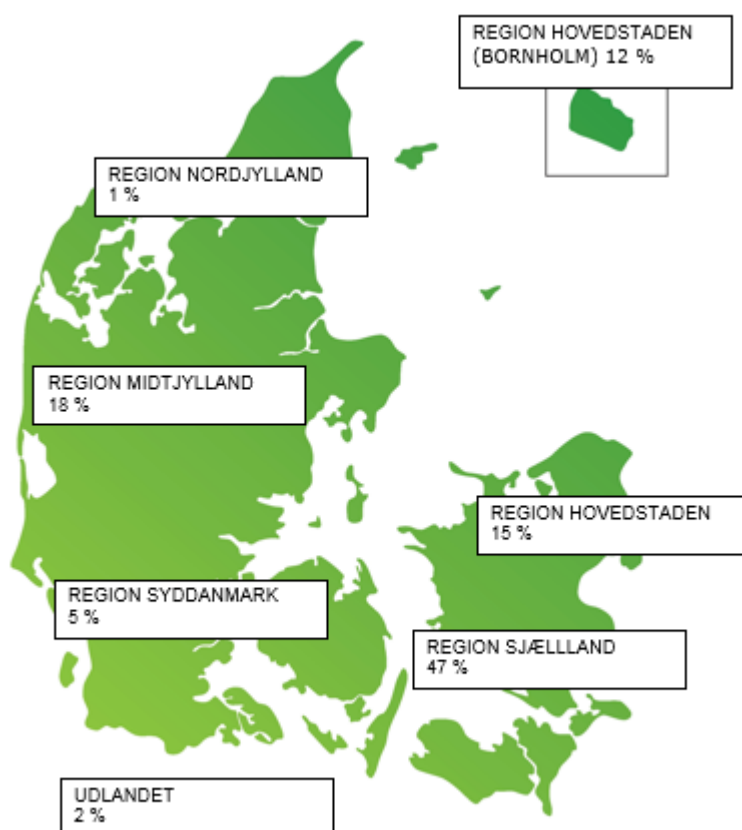 REGION HOVEDSTADEN
(BORNHOLM) 12 %
REGION NORDJYLLAND
1 %
REGION MIDTJYLLAND
18 %
REGION HOVEDSTADEN
15 %
REGION SYDDANMARK
5 %
REGION SJÆLLLAND
47 %
UDLANDET
2 %